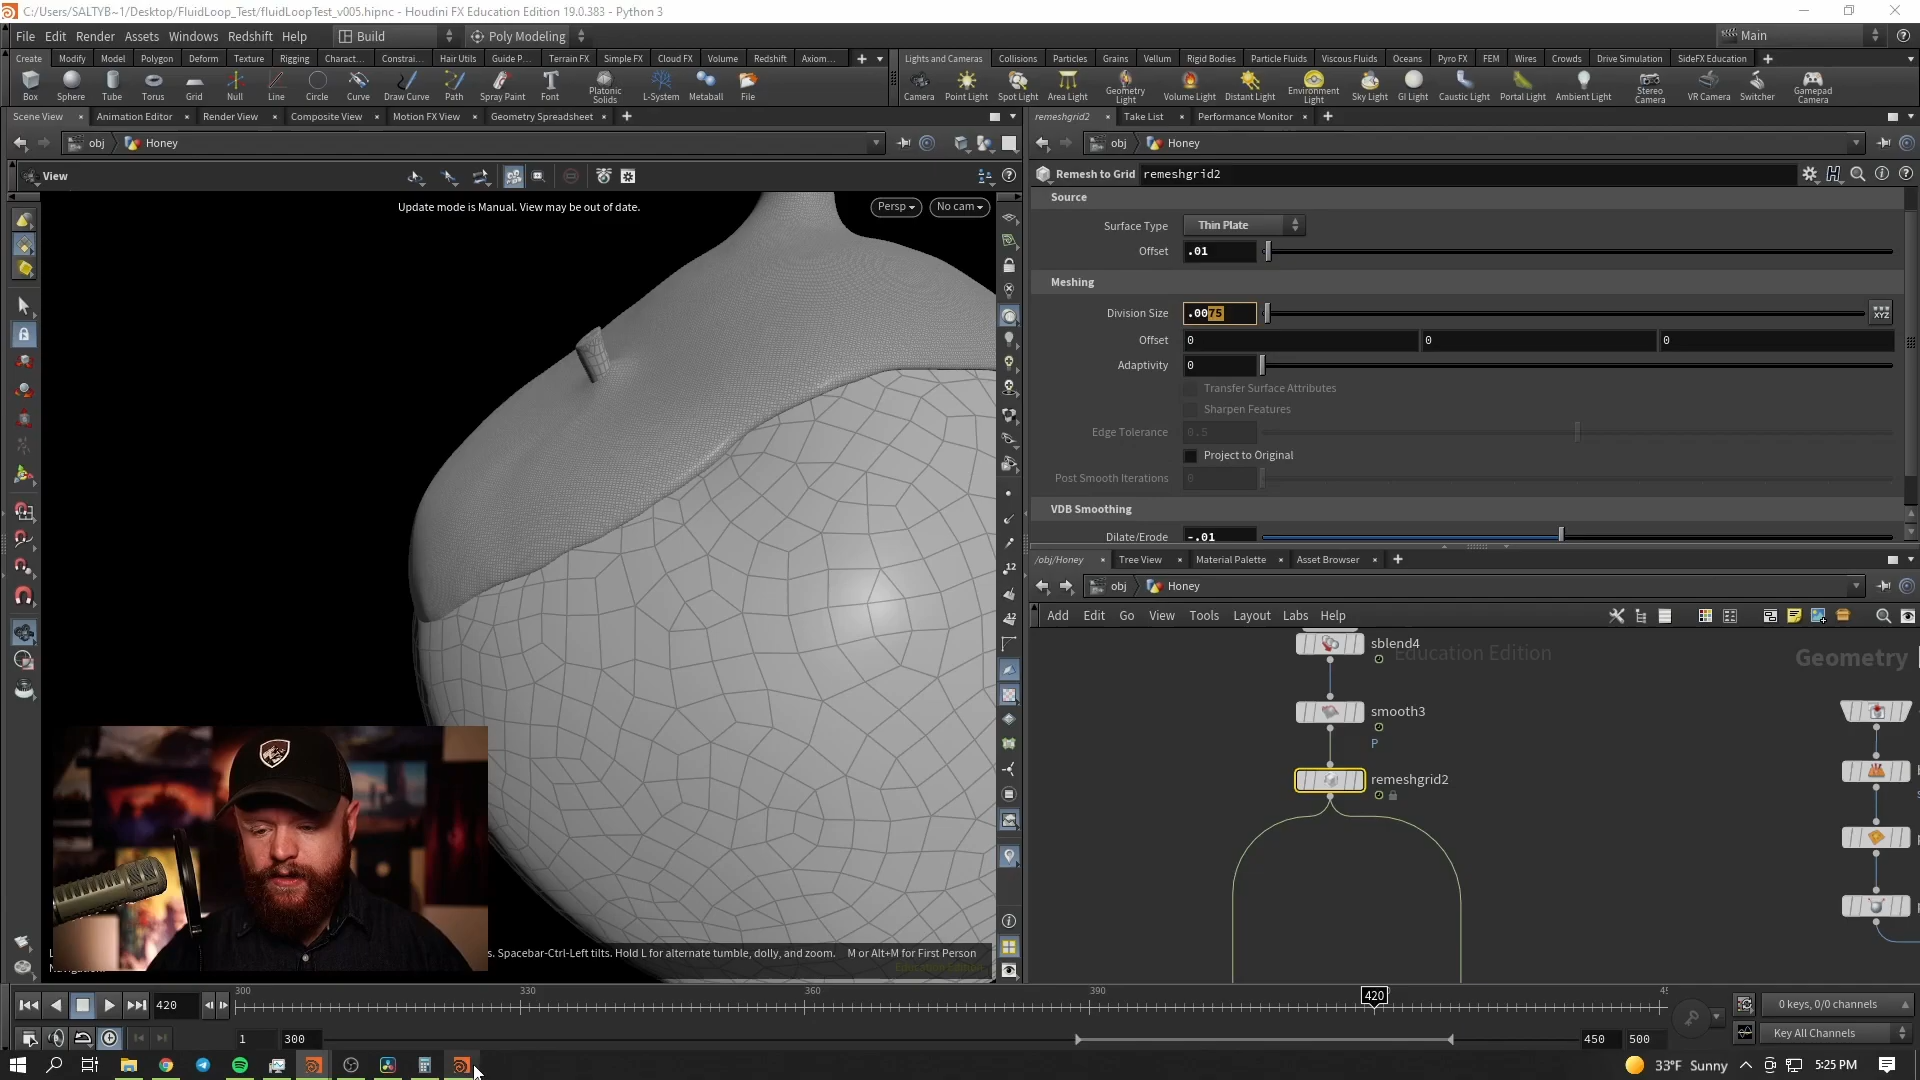 C:/Users/SALTYB~1/Desktop/FluidLoop_Test/fluidLoopTest_v005.hipnc - Houdini FX Education Edition 19.0.383 - Python 3
File Edit Render Assets Windows Redshift Help Build Poly Modeling Main
Create Modify Model Polygon Deform Texture Rigging Charact... Constrai... Hair Utils Guide P... Terrain FX Simple FX Cloud FX Volume Redshift Axiom...
Lights and Cameras Collisions Particles Grains Vellum Rigid Bodies Particle Fluids Viscous Fluids Oceans Pyro FX FEM Wires Crowds Drive Simulation SideFX Education
Box Sphere Tube Torus Grid Null Line Circle Curve Draw Curve Path Spray Paint Font Platonic Solids L-System Metaball File
Camera Point Light Spot Light Area Light Geometry Light Volume Light Distant Light Environment Light Sky Light GI Light Caustic Light Portal Light Ambient Light Stereo Camera VR Camera Switcher Gamepad Camera
Scene View Animation Editor Render View Composite View Motion FX View Geometry Spreadsheet
remeshgrid2 Take List Performance Monitor
obj Honey
obj Honey
View
Remesh to Grid remeshgrid2
Update mode is Manual. View may be out of date.
Persp No cam
Source
Surface Type Thin Plate
Offset .01
Meshing
Division Size .0075 XYZ
Offset 0 0 0
Adaptivity 0
Transfer Surface Attributes
Sharpen Features
Edge Tolerance 0.5
Project to Original
Post Smooth Iterations 0
VDB Smoothing
Dilate/Erode -.01
/obj/Honey Tree View Material Palette Asset Browser
obj Honey
Add Edit Go View Tools Layout Labs Help
Education Edition
Geometry
sblend4
smooth3
P
remeshgrid2
s. Spacebar-Ctrl-Left tilts. Hold L for alternate tumble, dolly, and zoom. M or Alt+M for First Person
420 300 330 360 390 420
0 keys, 0/0 channels
1 300 450 500 Key All Channels
33°F Sunny 5:25 PM